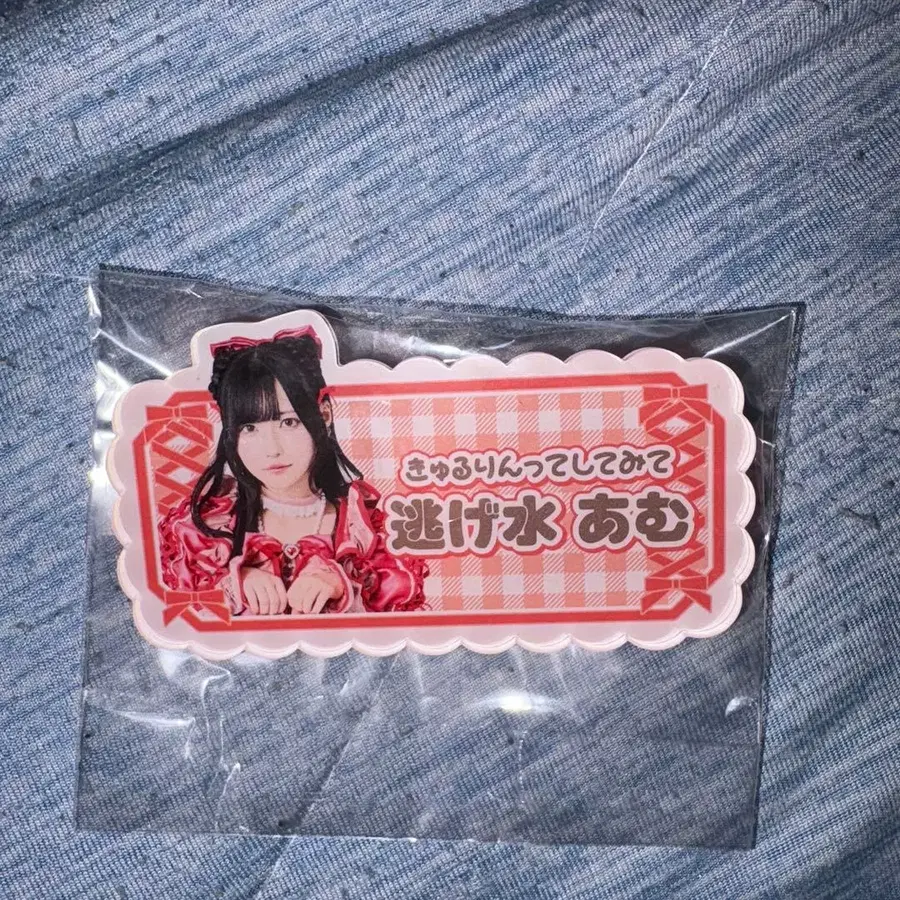 きゅるりんってしてみて
逃げ水 あむ